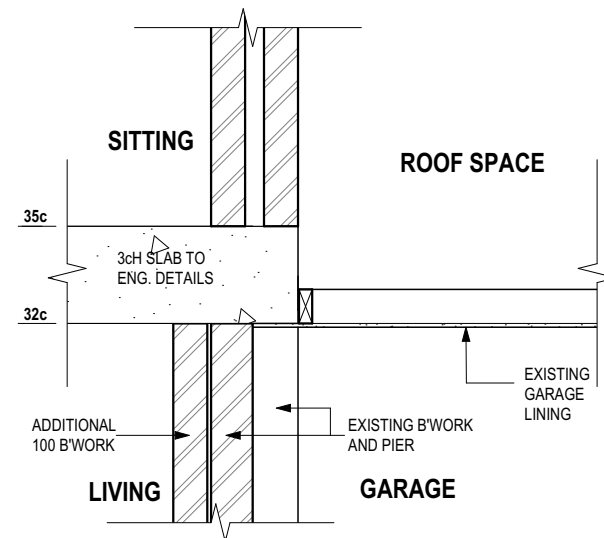 SITTING
ROOF SPACE
35c
3cH SLAB TO
ENG. DETAILS
32c
EXISTING
GARAGE
LINING
ADDITIONAL
100 B'WORK
EXISTING B'WORK
AND PIER
LIVING
GARAGE